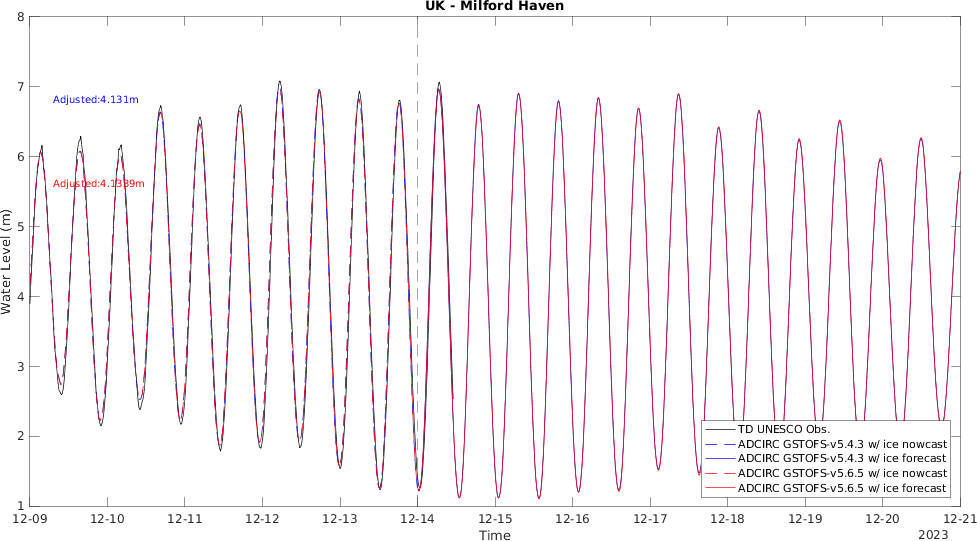 UK - Milford Haven
8
7
6
5
4
3
2
1
Water Level (m)
Adjusted:4.131m
Adjusted:4.1339m
TD UNESCO Obs.
ADCIRC GSTOFS-v5.4.3 w/ ice nowcast
ADCIRC GSTOFS-v5.4.3 w/ ice forecast
ADCIRC GSTOFS-v5.6.5 w/ ice nowcast
ADCIRC GSTOFS-v5.6.5 w/ ice forecast
12-09 12-10 12-11 12-12 12-13 12-14 12-15 12-16 12-17 12-18 12-19 12-20 12-21
Time
2023